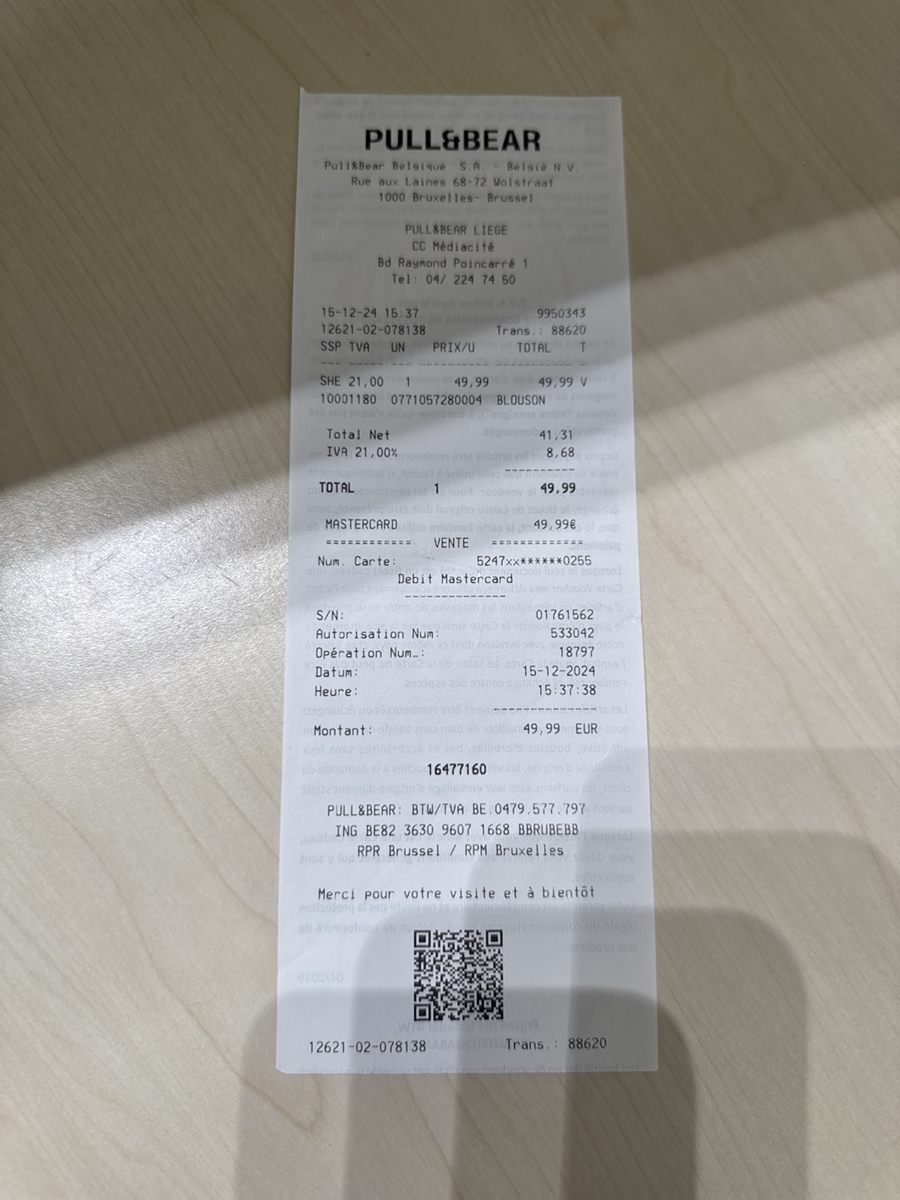 PULL&BEAR
Pull&Bear Belgique S.A. - België N.V.
Rue aux Laines 68-72 Wolstraat
1000 Bruxelles- Brussel
PULL&BEAR LIEGE
CC Médiacité
Bd Raymond Poincarré 1
Tel: 04/ 224 74 50
15-12-24 15:37 9950343
12621-02-078138 Trans.: 88620
SSP TVA UN PRIX/U TOTAL T
SHE 21,00 1 49,99 49,99 V
10001180 0771057280004 BLOUSON
Total Net 41,31
IVA 21,00% 8,68
------------
TOTAL 1 49,99
MASTERCARD 49,99€
============ VENTE =============
Num. Carte: 5247xx******0255
Debit Mastercard
--------------
S/N: 01761562
Autorisation Num: 533042
Opération Num.: 18797
Datum: 15-12-2024
Heure: 15:37:38
--------------
Montant: 49,99 EUR
16477160
PULL&BEAR: BTW/TVA BE.0479.577.797
ING BE82 3630 9607 1668 BBRUBEBB
RPR Brussel / RPM Bruxelles
Merci pour votre visite et à bientôt
12621-02-078138 Trans.: 88620